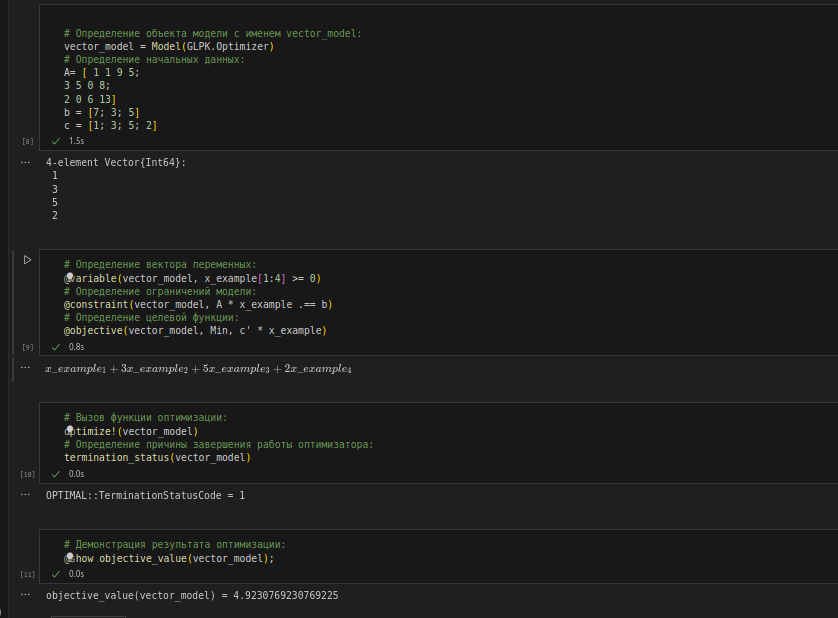 # Определение объекта модели с именем vector_model:
vector_model = Model(GLPK.Optimizer)
# Определение начальных данных:
A= [ 1 1 9 5;
3 5 0 8;
2 0 6 13]
b = [7; 3; 5]
c = [1; 3; 5; 2]
[8] ✓ 1.5s
... 4-element Vector{Int64}:
1
3
5
2
# Определение вектора переменных:
@variable(vector_model, x_example[1:4] >= 0)
# Определение ограничений модели:
@constraint(vector_model, A * x_example .== b)
# Определение целевой функции:
@objective(vector_model, Min, c' * x_example)
[9] ✓ 0.8s
... x_example₁ + 3x_example₂ + 5x_example₃ + 2x_example₄
# Вызов функции оптимизации:
optimize!(vector_model)
# Определение причины завершения работы оптимизатора:
termination_status(vector_model)
[10] ✓ 0.0s
... OPTIMAL::TerminationStatusCode = 1
# Демонстрация результата оптимизации:
@show objective_value(vector_model);
[11] ✓ 0.0s
... objective_value(vector_model) = 4.9230769230769225